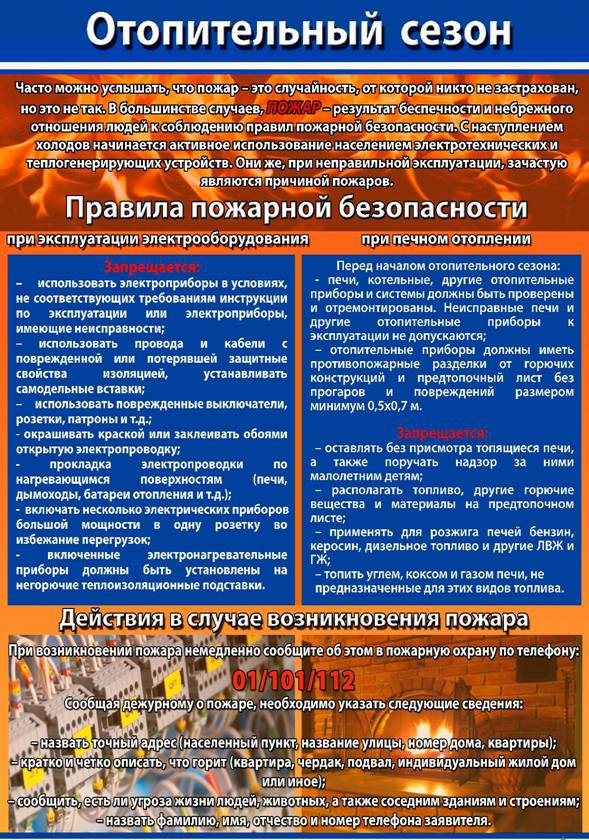 Отопительный сезон
Часто можно услышать, что пожар – это случайность, от которой никто не застрахован,
но это не так. В большинстве случаев, ПОЖАР – результат беспечности и небрежного
отношения людей к соблюдению правил пожарной безопасности. С наступлением
холодов начинается активное использование населением электротехнических и
теплогенерирующих устройств. Они же, при неправильной эксплуатации, зачастую
являются причиной пожаров.
Правила пожарной безопасности
при эксплуатации электрооборудования
Запрещается:
– использовать электроприборы в условиях,
не соответствующих требованиям инструкции
по эксплуатации или электроприборы,
имеющие неисправности;
– использовать провода и кабели с
поврежденной или потерявшей защитные
свойства изоляцией, устанавливать
самодельные вставки;
– использовать поврежденные выключатели,
розетки, патроны и т.д.;
- окрашивать краской или заклеивать обоями
открытую электропроводку;
- прокладка электропроводки по
нагревающимся поверхностям (печи,
дымоходы, батареи отопления и т.д.);
- включать несколько электрических приборов
большой мощности в одну розетку во
избежание перегрузок;
- включенные электронагревательные
приборы должны быть установлены на
негорючие теплоизоляционные подставки.
при печном отоплении
Перед началом отопительного сезона:
- печи, котельные, другие отопительные
приборы и системы должны быть проверены
и отремонтированы. Неисправные печи и
другие отопительные приборы к
эксплуатации не допускаются;
– отопительные приборы должны иметь
противопожарные разделки от горючих
конструкций и предтопочный лист без
прогаров и повреждений размером
минимум 0,5х0,7 м.
Запрещается:
– оставлять без присмотра топящиеся печи,
а также поручать надзор за ними
малолетним детям;
– располагать топливо, другие горючие
вещества и материалы на предтопочном
листе;
– применять для розжига печей бензин,
керосин, дизельное топливо и другие ЛВЖ и
ГЖ;
– топить углем, коксом и газом печи, не
предназначенные для этих видов топлива.
Действия в случае возникновения пожара
При возникновении пожара немедленно сообщите об этом в пожарную охрану по телефону:
01/101/112
Сообщая дежурному о пожаре, необходимо указать следующие сведения:
– назвать точный адрес (населенный пункт, название улицы, номер дома, квартиры);
– кратко и четко описать, что горит (квартира, чердак, подвал, индивидуальный жилой дом
или иное);
– сообщить, есть ли угроза жизни людей, животных, а также соседним зданиям и строениям;
– назвать фамилию, имя, отчество и номер телефона заявителя.